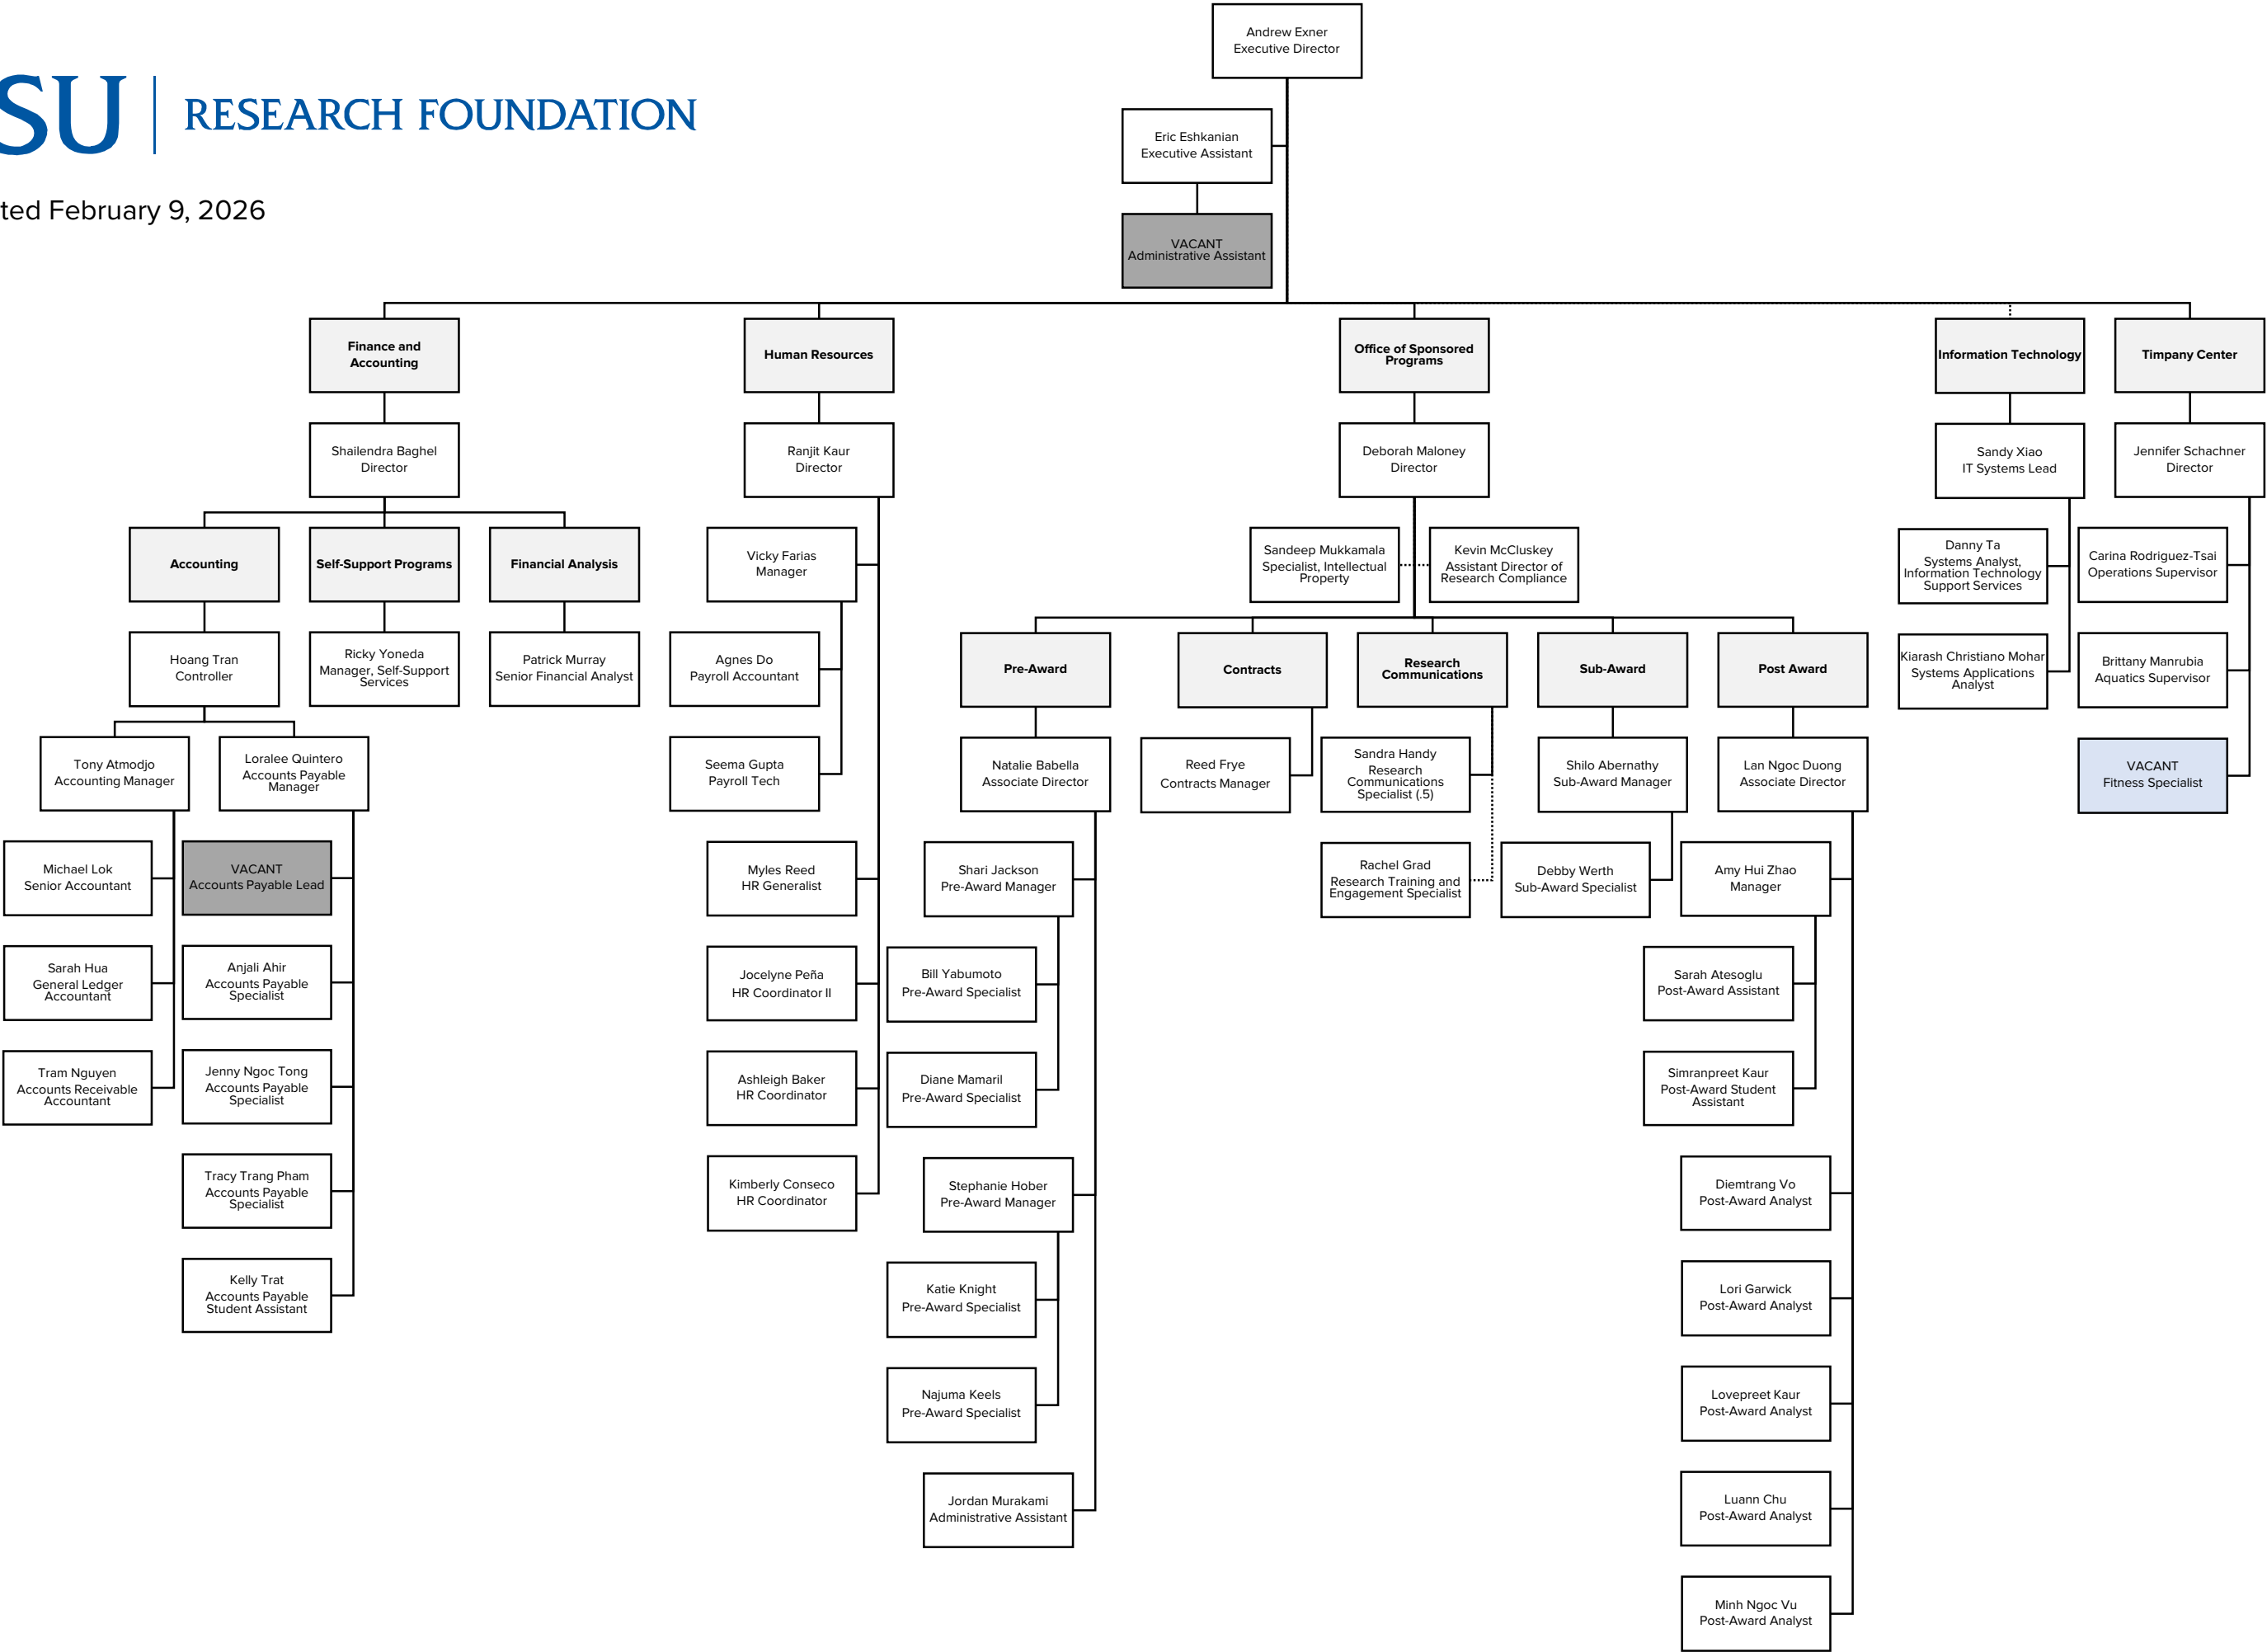 Andrew Exner
Executive Director
SU
RESEARCH FOUNDATION
Eric Eshkanian
Executive Assistant
ted February 9, 2026
VACANT
Administrative Assistant
Finance and
Accounting
Human Resources
Office of Sponsored
Programs
Information Technology
Timpany Center
Shailendra Baghel
Director
Ranjit Kaur
Director
Deborah Maloney
Director
Sandy Xiao
IT Systems Lead
Jennifer Schachner
Director
Accounting
Self-Support Programs
Financial Analysis
Vicky Farias
Manager
Sandeep Mukkamala
Specialist, Intellectual
Property
Kevin McCluskey
Assistant Director of
Research Compliance
Danny Ta
Systems Analyst,
Information Technology
Support Services
Carina Rodriguez-Tsai
Operations Supervisor
Hoang Tran
Controller
Ricky Yoneda
Manager, Self-Support
Services
Patrick Murray
Senior Financial Analyst
Agnes Do
Payroll Accountant
Pre-Award
Contracts
Research
Communications
Sub-Award
Post Award
Kiarash Christiano Mohar
Systems Applications
Analyst
Brittany Manrubia
Aquatics Supervisor
Tony Atmodjo
Accounting Manager
Loralee Quintero
Accounts Payable
Manager
Seema Gupta
Payroll Tech
Natalie Babella
Associate Director
Reed Frye
Contracts Manager
Sandra Handy
Research
Communications
Specialist (.5)
Shilo Abernathy
Sub-Award Manager
Lan Ngoc Duong
Associate Director
VACANT
Fitness Specialist
Michael Lok
Senior Accountant
VACANT
Accounts Payable Lead
Myles Reed
HR Generalist
Shari Jackson
Pre-Award Manager
Rachel Grad
Research Training and
Engagement Specialist
Debby Werth
Sub-Award Specialist
Amy Hui Zhao
Manager
Sarah Hua
General Ledger
Accountant
Anjali Ahir
Accounts Payable
Specialist
Jocelyne Peña
HR Coordinator II
Bill Yabumoto
Pre-Award Specialist
Sarah Atesoglu
Post-Award Assistant
Tram Nguyen
Accounts Receivable
Accountant
Jenny Ngoc Tong
Accounts Payable
Specialist
Ashleigh Baker
HR Coordinator
Diane Mamaril
Pre-Award Specialist
Simranpreet Kaur
Post-Award Student
Assistant
Tracy Trang Pham
Accounts Payable
Specialist
Kimberly Conseco
HR Coordinator
Stephanie Hober
Pre-Award Manager
Diemtrang Vo
Post-Award Analyst
Kelly Trat
Accounts Payable
Student Assistant
Katie Knight
Pre-Award Specialist
Lori Garwick
Post-Award Analyst
Najuma Keels
Pre-Award Specialist
Lovepreet Kaur
Post-Award Analyst
Jordan Murakami
Administrative Assistant
Luann Chu
Post-Award Analyst
Minh Ngoc Vu
Post-Award Analyst